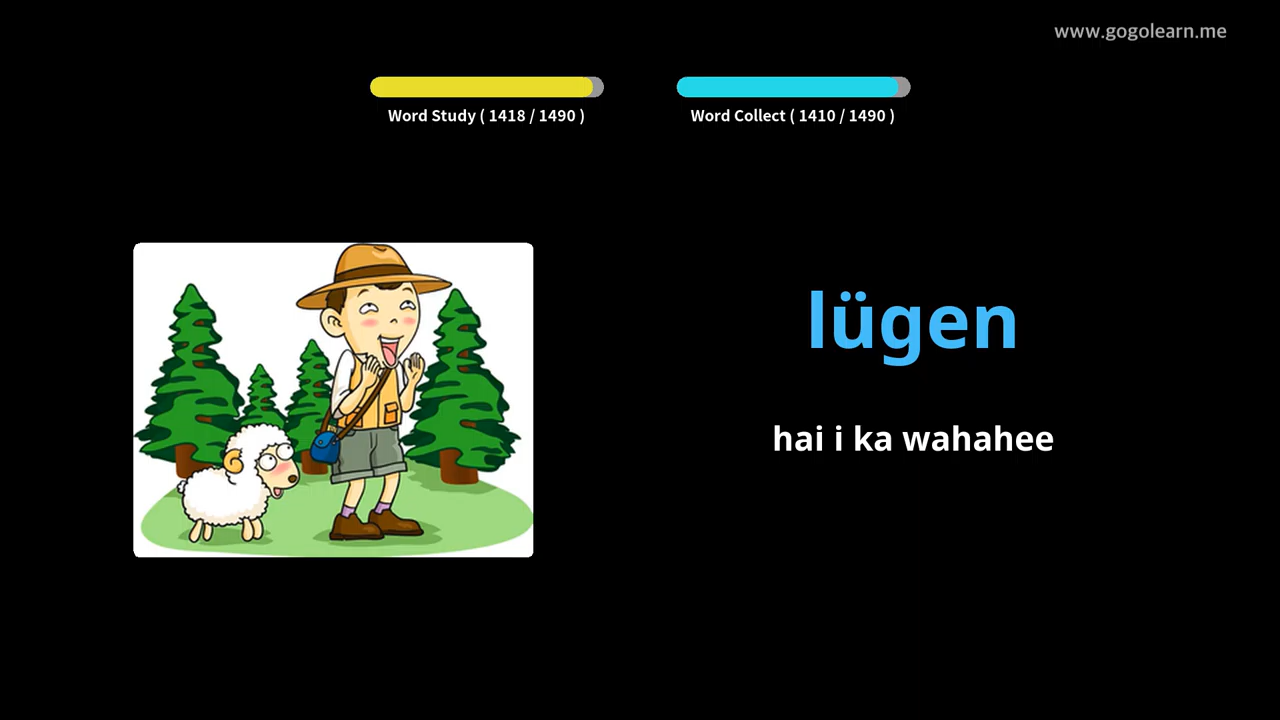 www.gogolearn.me
Word Study ( 1418 / 1490 )
Word Collect ( 1410 / 1490 )
lügen
hai i ka wahahee